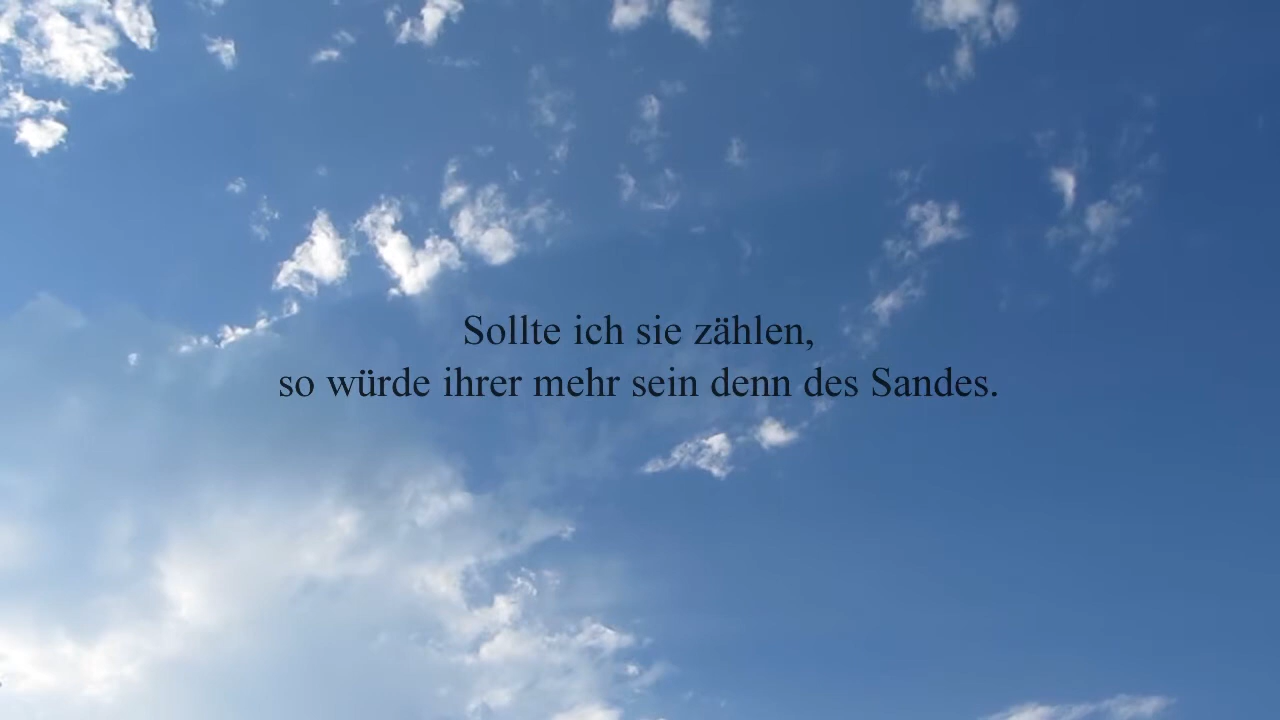 Sollte ich sie zählen,
so würde ihrer mehr sein denn des Sandes.